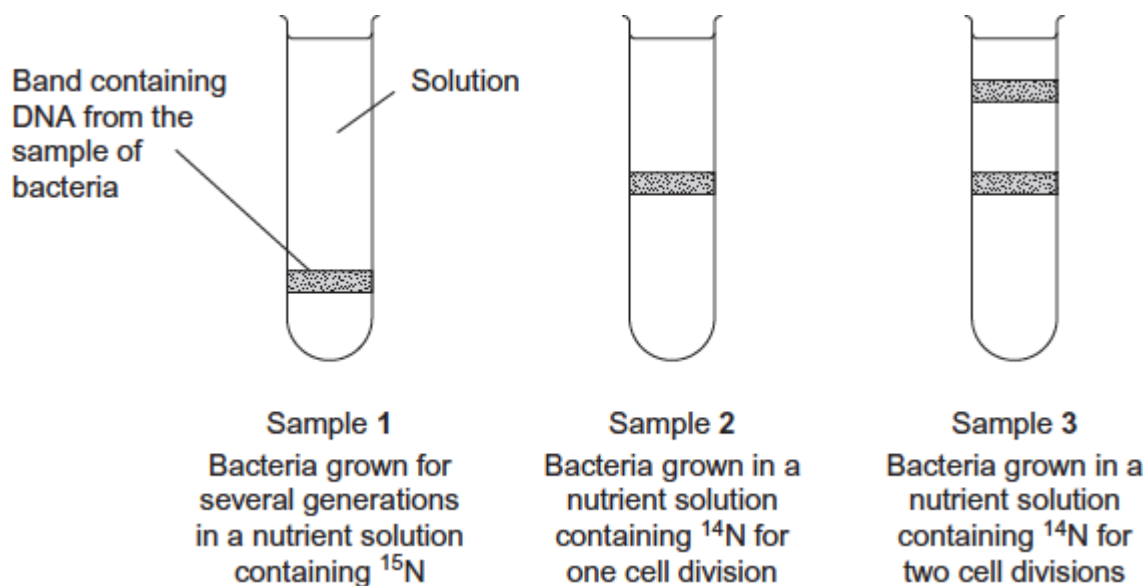 Band containing
DNA from the
sample of
bacteria
Solution
Sample 1
Bacteria grown for
several generations
in a nutrient solution
containing ¹⁵N
Sample 2
Bacteria grown in a
nutrient solution
containing ¹⁴N for
one cell division
Sample 3
Bacteria grown in a
nutrient solution
containing ¹⁴N for
two cell divisions